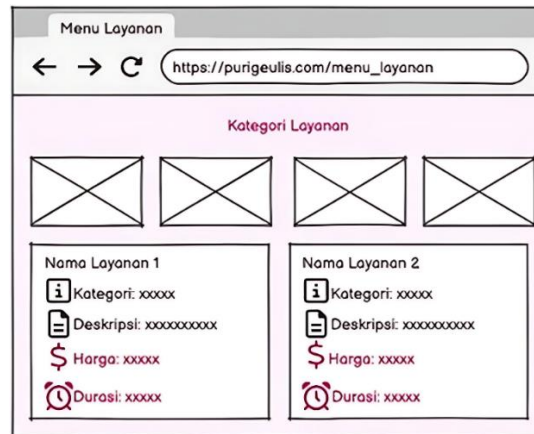 Menu Layanan
https://purigeulis.com/menu_layanan
Kategori Layanan
Nama Layanan 1
Kategori: xxxxx
Deskripsi: xxxxxxxxxx
Harga: xxxxx
Durasi: xxxxx
Nama Layanan 2
Kategori: xxxxx
Deskripsi: xxxxxxxxxx
Harga: xxxxx
Durasi: xxxxx